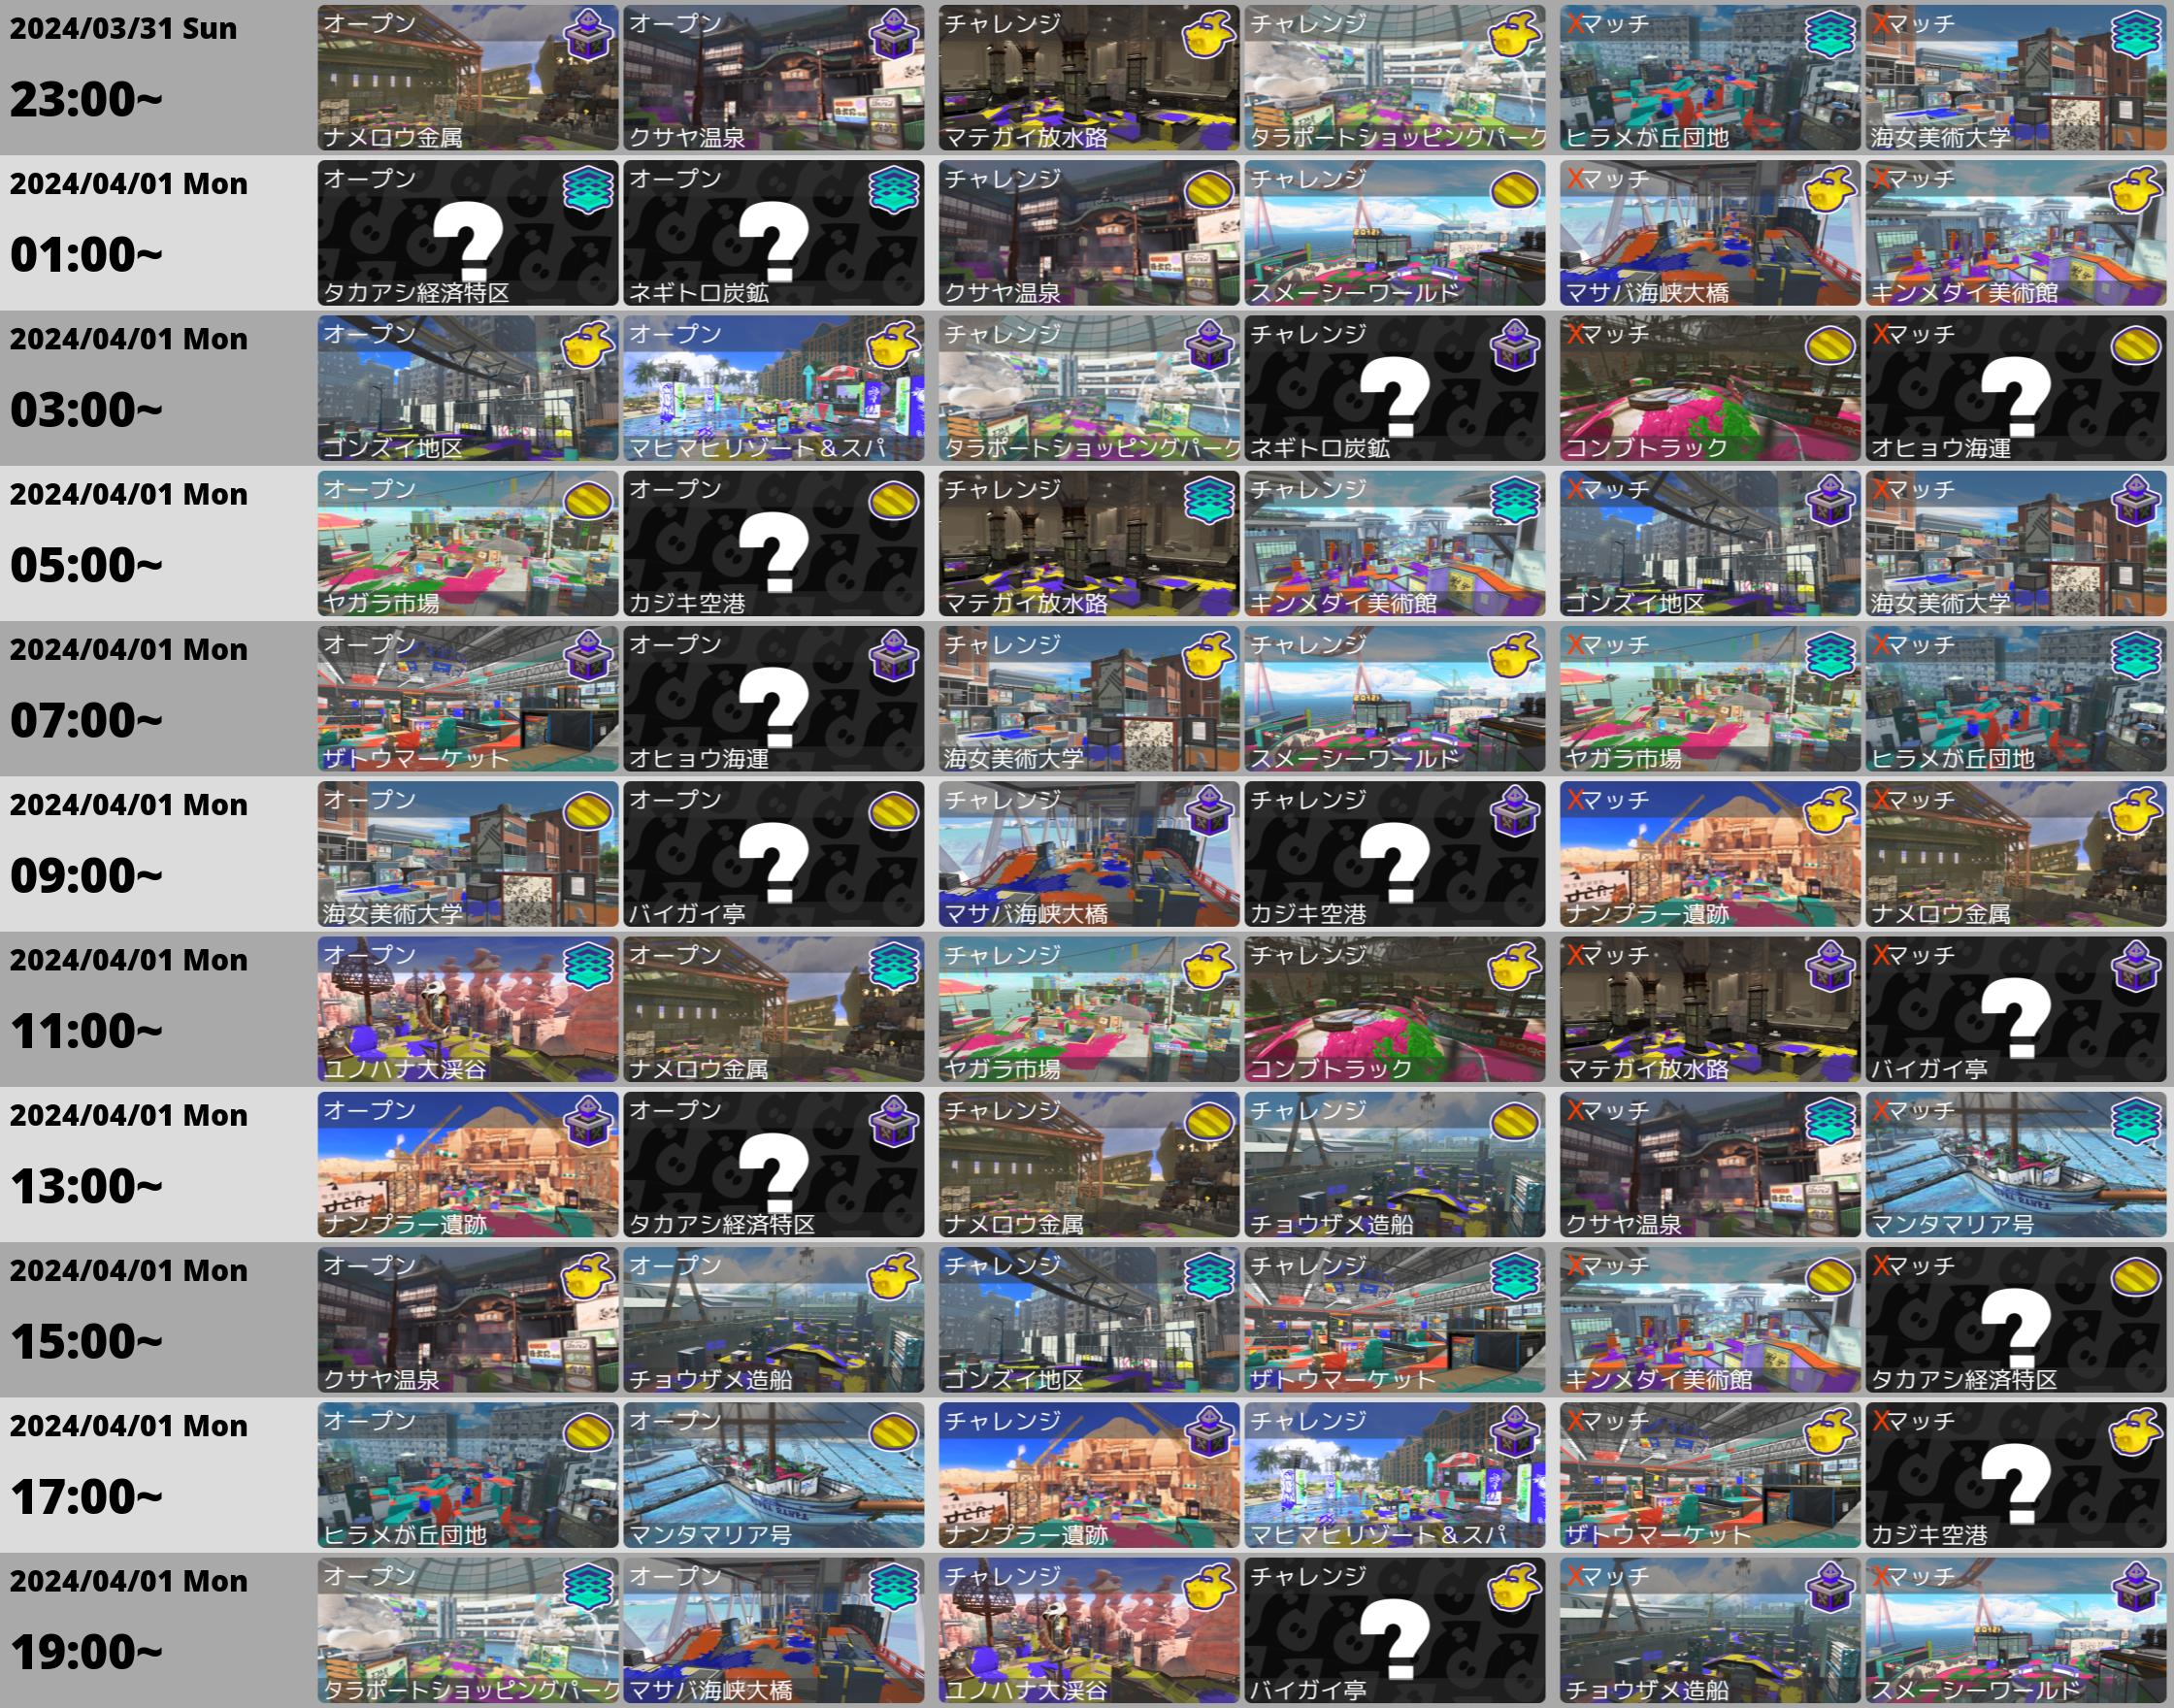 2024/03/31 Sun
23:00~
オープン
ナメロウ金属
オープン
クサヤ温泉
チャレンジ
マテガイ放水路
チャレンジ
タラポートショッピングパーク
Xマッチ
ヒラメが丘団地
Xマッチ
海女美術大学
2024/04/01 Mon
01:00~
オープン
?
タカアシ経済特区
オープン
?
ネギトロ炭鉱
チャレンジ
クサヤ温泉
チャレンジ
スメーシーワールド
Xマッチ
マサバ海峡大橋
Xマッチ
キンメダイ美術館
2024/04/01 Mon
03:00~
オープン
ゴンズイ地区
オープン
マヒマヒリゾート＆スパ
チャレンジ
タラポートショッピングパーク
チャレンジ
?
ネギトロ炭鉱
Xマッチ
コンブトラック
Xマッチ
?
オヒョウ海運
2024/04/01 Mon
05:00~
オープン
ヤガラ市場
オープン
?
カジキ空港
チャレンジ
マテガイ放水路
チャレンジ
キンメダイ美術館
Xマッチ
ゴンズイ地区
Xマッチ
海女美術大学
2024/04/01 Mon
07:00~
オープン
ザトウマーケット
オープン
?
オヒョウ海運
チャレンジ
海女美術大学
チャレンジ
スメーシーワールド
Xマッチ
ヤガラ市場
Xマッチ
ヒラメが丘団地
2024/04/01 Mon
09:00~
オープン
海女美術大学
オープン
?
バイガイ亭
チャレンジ
マサバ海峡大橋
チャレンジ
?
カジキ空港
Xマッチ
ナンプラー遺跡
Xマッチ
ナメロウ金属
2024/04/01 Mon
11:00~
オープン
ユノハナ大渓谷
オープン
ナメロウ金属
チャレンジ
ヤガラ市場
チャレンジ
コンブトラック
Xマッチ
マテガイ放水路
Xマッチ
?
バイガイ亭
2024/04/01 Mon
13:00~
オープン
ナンプラー遺跡
オープン
?
タカアシ経済特区
チャレンジ
ナメロウ金属
チャレンジ
チョウザメ造船
Xマッチ
クサヤ温泉
Xマッチ
マンタマリア号
2024/04/01 Mon
15:00~
オープン
クサヤ温泉
オープン
チョウザメ造船
チャレンジ
ゴンズイ地区
チャレンジ
ザトウマーケット
Xマッチ
キンメダイ美術館
Xマッチ
?
タカアシ経済特区
2024/04/01 Mon
17:00~
オープン
ヒラメが丘団地
オープン
マンタマリア号
チャレンジ
ナンプラー遺跡
チャレンジ
マヒマヒリゾート＆スパ
Xマッチ
ザトウマーケット
Xマッチ
?
カジキ空港
2024/04/01 Mon
19:00~
オープン
タラポートショッピングパーク
オープン
マサバ海峡大橋
チャレンジ
ユノハナ大渓谷
チャレンジ
?
バイガイ亭
Xマッチ
チョウザメ造船
Xマッチ
スメーシーワールド